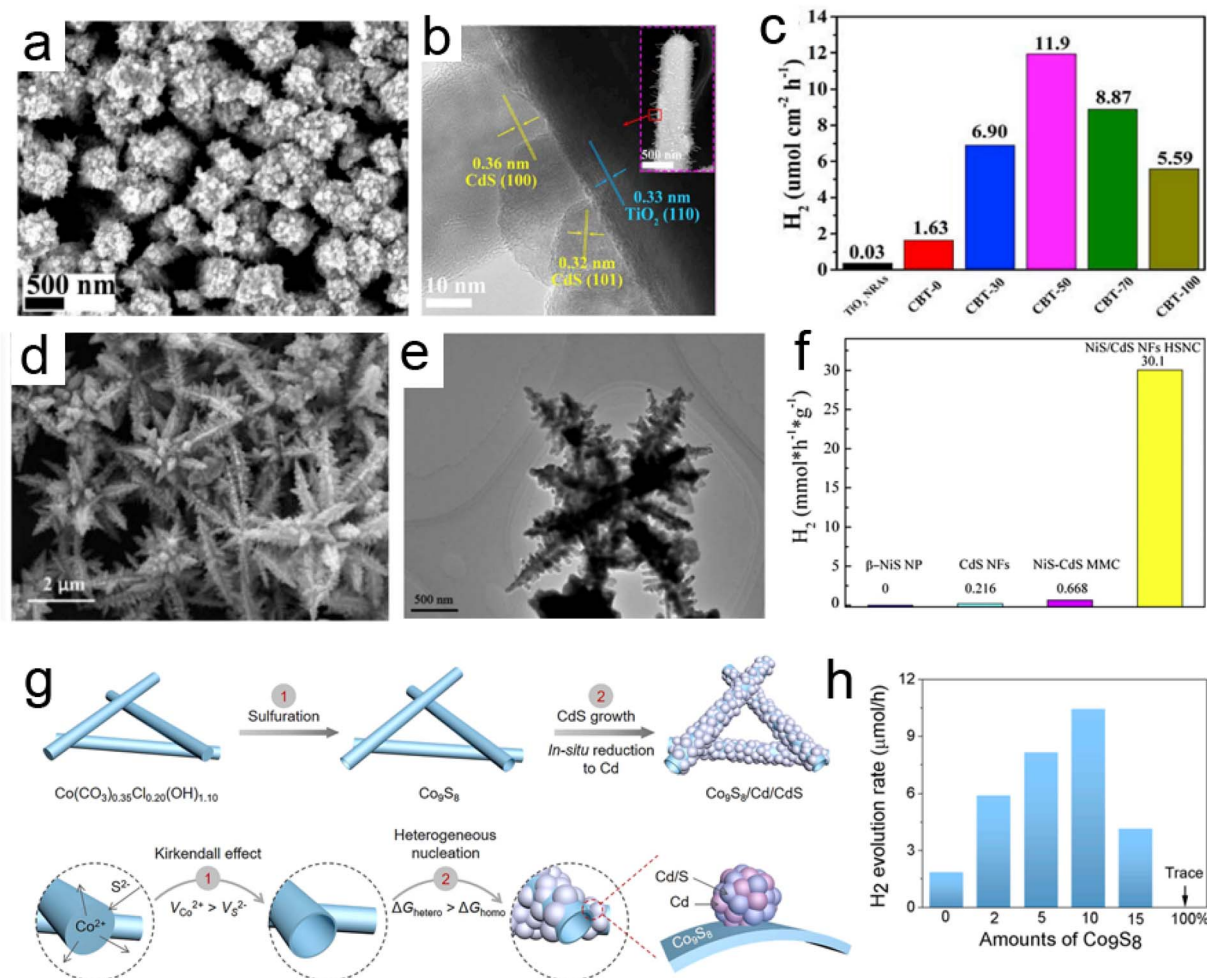 a
500 nm
b
0.36 nm
CdS (100)
0.33 nm
TiO₂ (110)
0.32 nm
CdS (101)
10 nm
500 nm
c
H₂ (umol cm⁻² h⁻¹)
14
12
10
8
6
4
2
0
0.03
1.63
6.90
11.9
8.87
5.59
TiO₂ NRAs
CBT-0
CBT-30
CBT-50
CBT-70
CBT-100
d
2 μm
e
500 nm
f
H₂ (mmol*h⁻¹*g⁻¹)
30
25
20
15
10
5
0
β–NiS NP
0
CdS NFs
0.216
NiS-CdS MMC
0.668
NiS/CdS NFs HSNC
30.1
g
1
Sulfuration
2
CdS growth
In-situ reduction
to Cd
Co(CO₃)₀.₃₅Cl₀.₂₀(OH)₁.₁₀
Co₉S₈
Co₉S₈/Cd/CdS
Kirkendall effect
1
V Co²⁺ > V S²⁻
S²⁻
Co²⁺
Heterogeneous
nucleation
2
ΔG hetero > ΔG homo
Cd/S
Cd
Co₉S₈
h
H2 evolution rate (μmol/h)
12
9
6
3
0
Trace
0 2 5 10 15 100%
Amounts of Co₉S₈